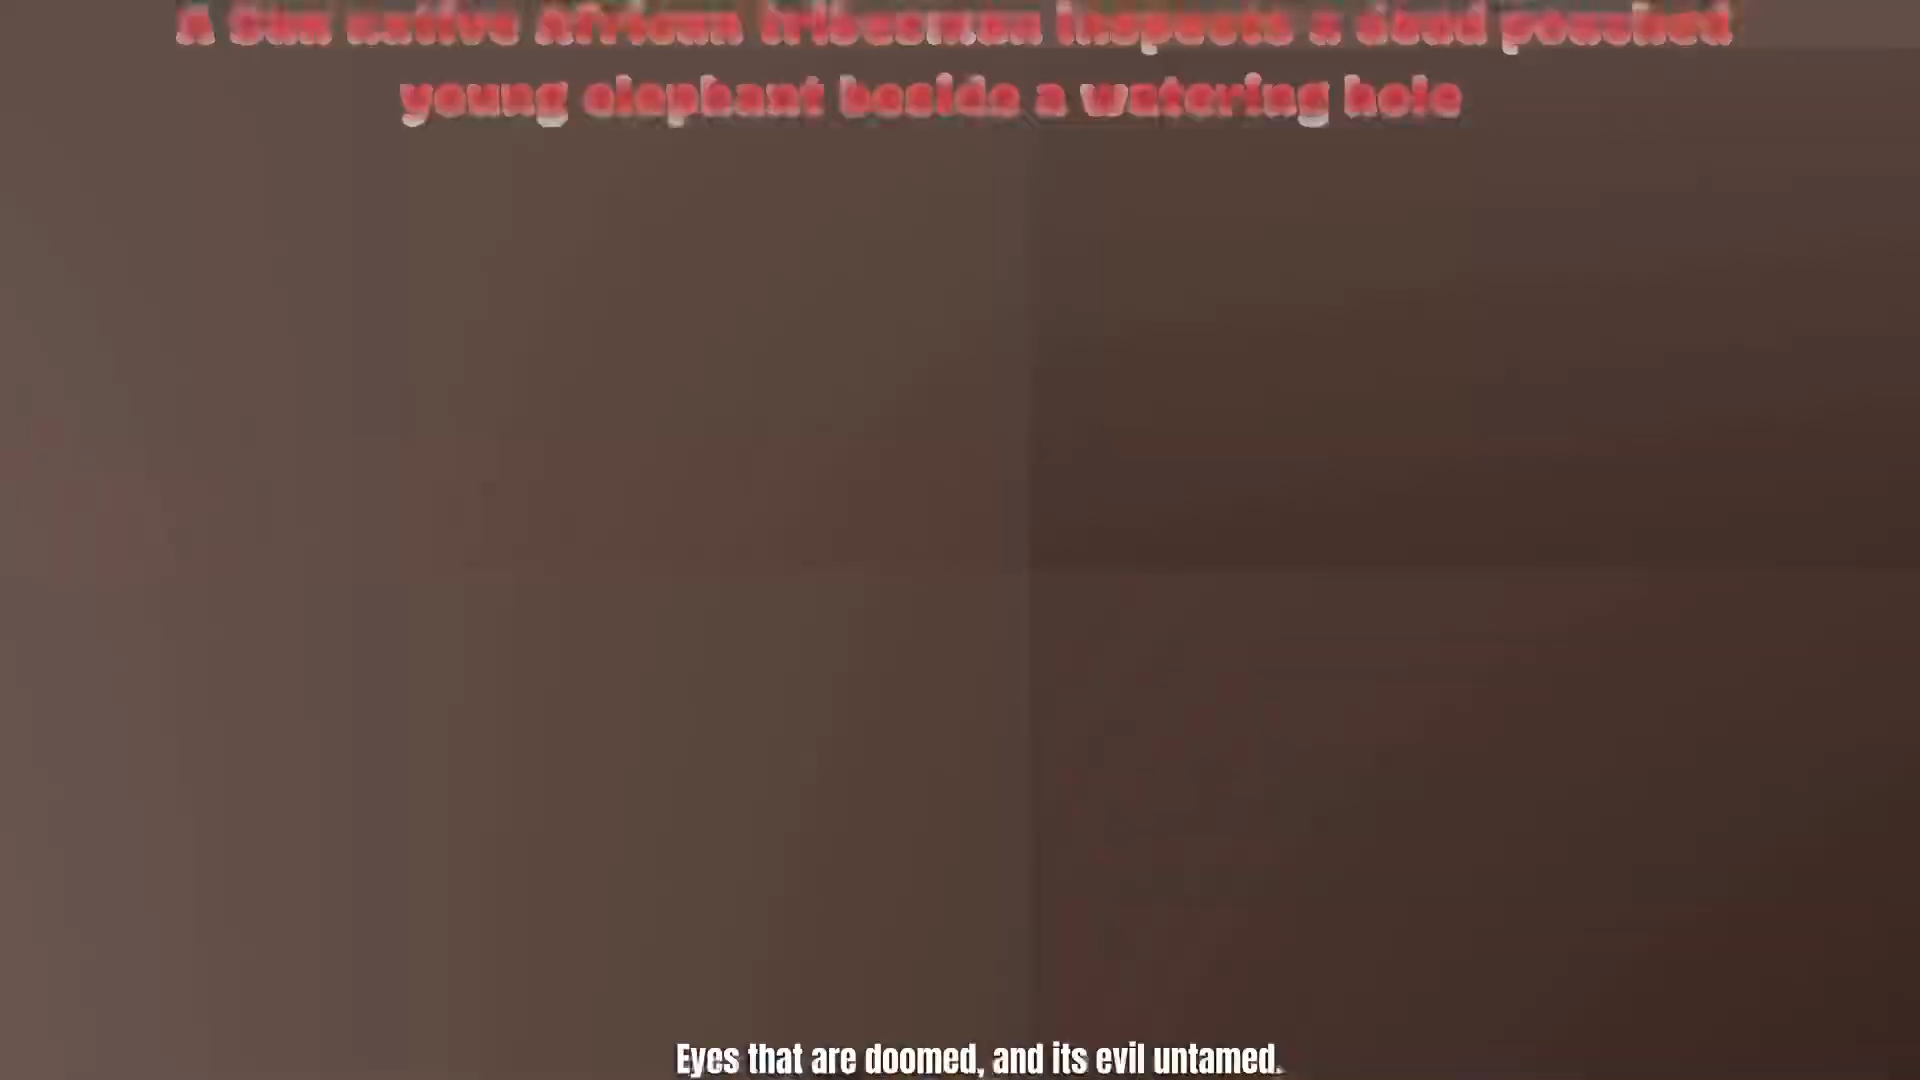 A San native African tribesman inspects a dead poached
young elephant beside a watering hole
Eyes that are doomed, and its evil untamed.